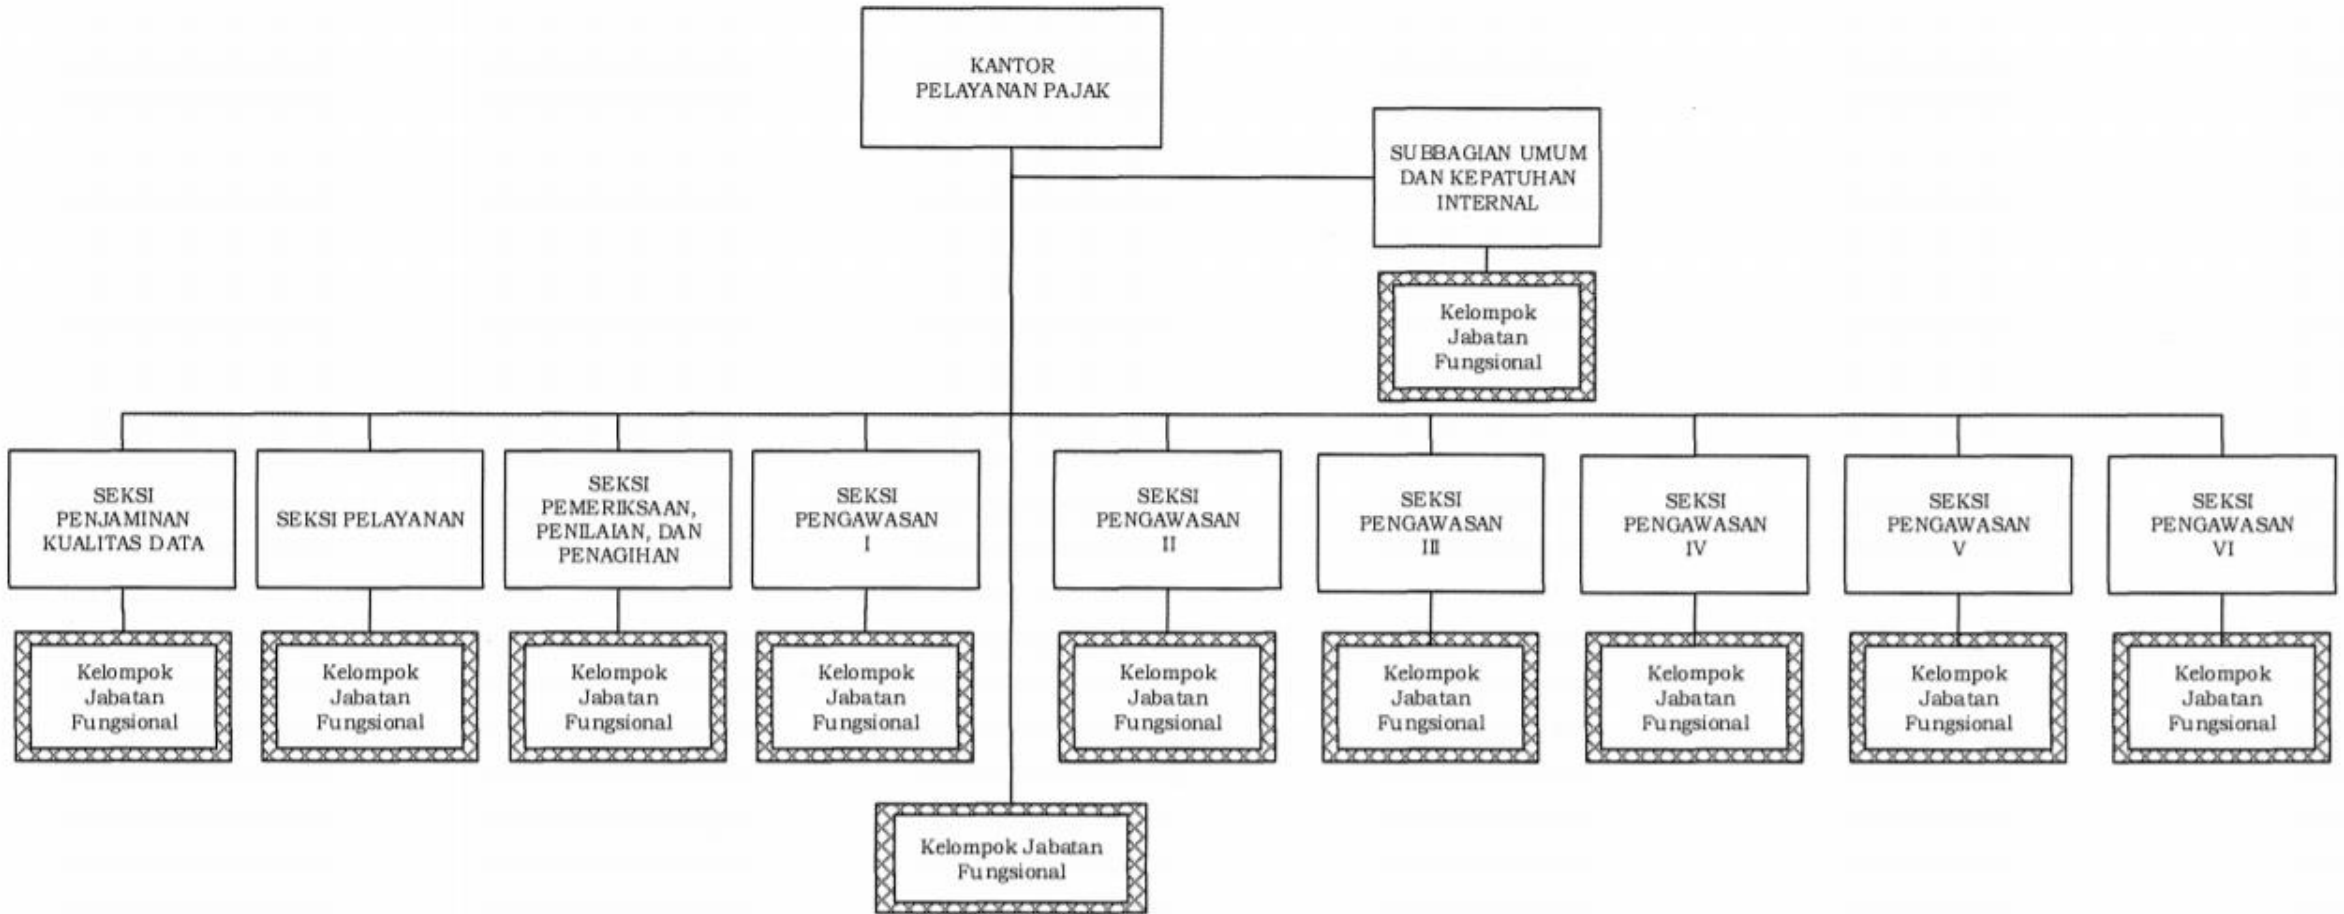 KANTOR
PELAYANAN PAJAK
SUBBAGIAN UMUM
DAN KEPATUHAN
INTERNAL
Kelompok
Jabatan
Fungsional
SEKSI
PENJAMINAN
KUALITAS DATA
SEKSI PELAYANAN
SEKSI
PEMERIKSAAN,
PENILAIAN, DAN
PENAGIHAN
SEKSI
PENGAWASAN
I
SEKSI
PENGAWASAN
II
SEKSI
PENGAWASAN
III
SEKSI
PENGAWASAN
IV
SEKSI
PENGAWASAN
V
SEKSI
PENGAWASAN
VI
Kelompok
Jabatan
Fungsional
Kelompok
Jabatan
Fungsional
Kelompok
Jabatan
Fungsional
Kelompok
Jabatan
Fungsional
Kelompok
Jabatan
Fungsional
Kelompok
Jabatan
Fungsional
Kelompok
Jabatan
Fungsional
Kelompok
Jabatan
Fungsional
Kelompok
Jabatan
Fungsional
Kelompok Jabatan
Fungsional